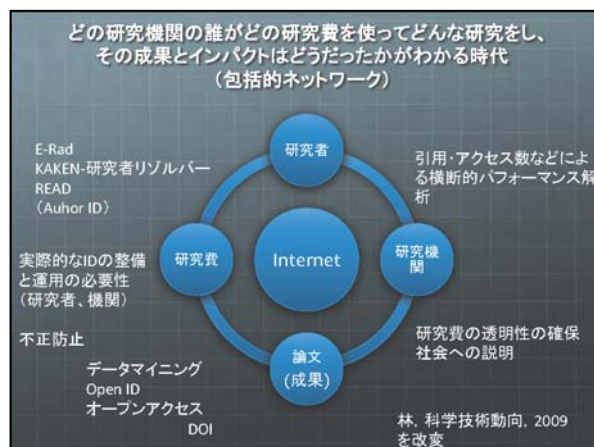 どの研究機関の誰がどの研究費を使ってどんな研究をし、
その成果とインパクトはどうだったかがわかる時代
(包括的ネットワーク)
E-Rad
KAKEN-研究者リゾルバー
READ
(Auhor ID)
研究者
引用・アクセス数などによ
る横断的パフォーマンス解
析
研究費
Internet
研究機
関
実際的なIDの整備
と運用の必要性
(研究者、機関)
不正防止
論文
(成果)
研究費の透明性の確保
社会への説明
データマイニング
Open ID
オープンアクセス
DOI
林, 科学技術動向, 2009
を改変